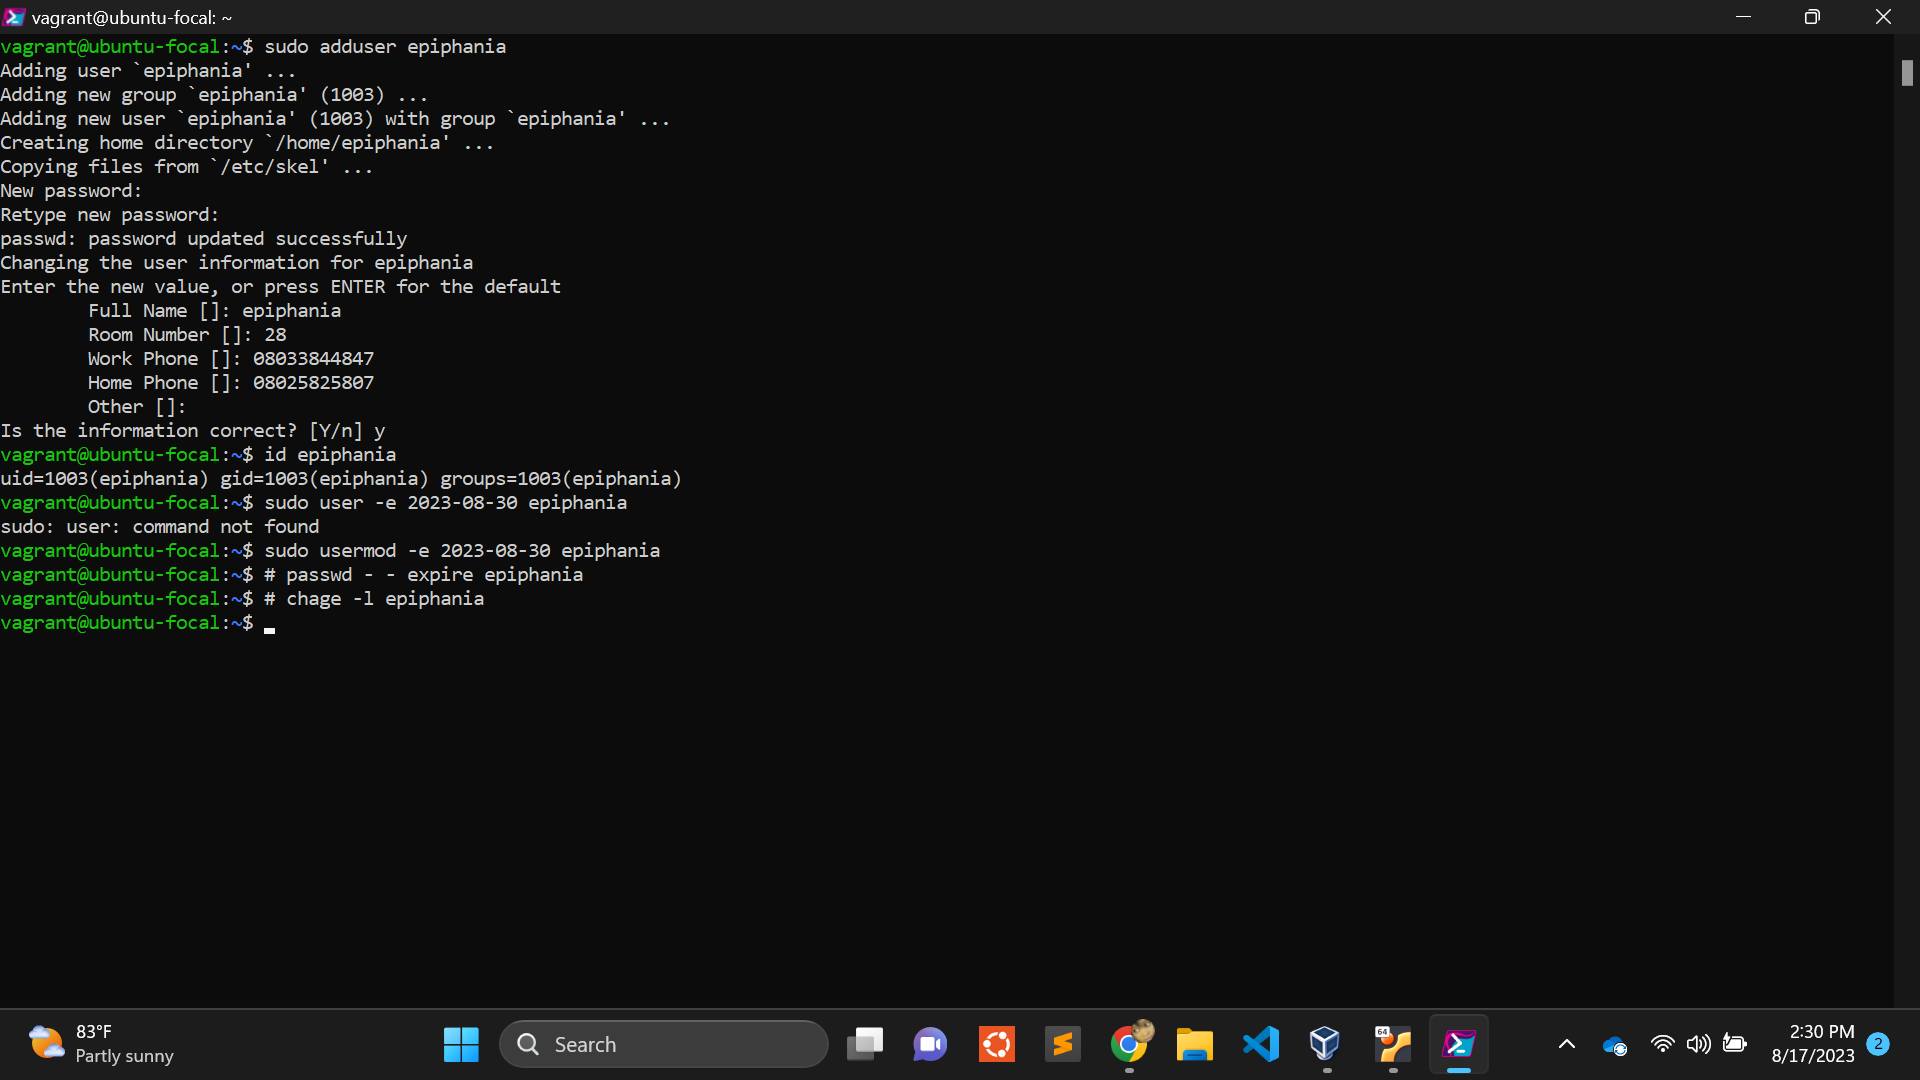 vagrant@ubuntu-focal: ~
vagrant@ubuntu-focal:~$ sudo adduser epiphania
Adding user `epiphania' ...
Adding new group `epiphania' (1003) ...
Adding new user `epiphania' (1003) with group `epiphania' ...
Creating home directory `/home/epiphania' ...
Copying files from `/etc/skel' ...
New password:
Retype new password:
passwd: password updated successfully
Changing the user information for epiphania
Enter the new value, or press ENTER for the default
        Full Name []: epiphania
        Room Number []: 28
        Work Phone []: 08033844847
        Home Phone []: 08025825807
        Other []:
Is the information correct? [Y/n] y
vagrant@ubuntu-focal:~$ id epiphania
uid=1003(epiphania) gid=1003(epiphania) groups=1003(epiphania)
vagrant@ubuntu-focal:~$ sudo user -e 2023-08-30 epiphania
sudo: user: command not found
vagrant@ubuntu-focal:~$ sudo usermod -e 2023-08-30 epiphania
vagrant@ubuntu-focal:~$ # passwd - - expire epiphania
vagrant@ubuntu-focal:~$ # chage -l epiphania
vagrant@ubuntu-focal:~$
83°F
Partly sunny
Search
64
2:30 PM
8/17/2023
2